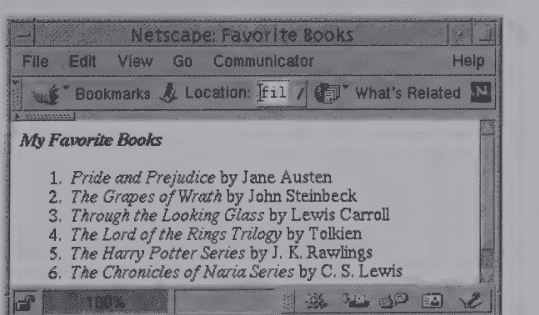 Netscape: Favorite Books
File Edit View Go Communicator Help
Bookmarks Location: fil What's Related N
My Favorite Books
1. Pride and Prejudice by Jane Austen
2. The Grapes of Wrath by John Steinbeck
3. Through the Looking Glass by Lewis Carroll
4. The Lord of the Rings Trilogy by Tolkien
5. The Harry Potter Series by J. K. Rawlings
6. The Chronicles of Naria Series by C. S. Lewis
100%